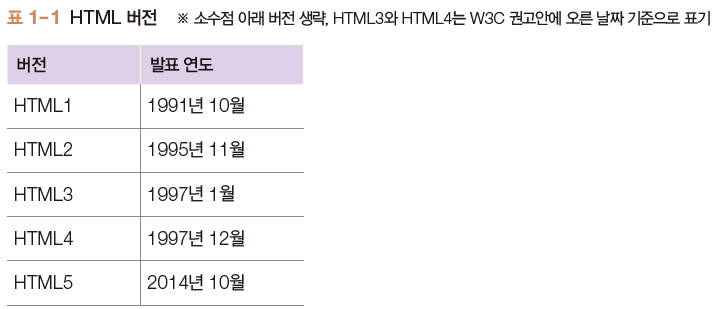 표 1-1 HTML 버전 ※ 소수점 아래 버전 생략, HTML3와 HTML4는 W3C 권고안에 오른 날짜 기준으로 표기
버전 발표 연도
HTML1 1991년 10월
HTML2 1995년 11월
HTML3 1997년 1월
HTML4 1997년 12월
HTML5 2014년 10월